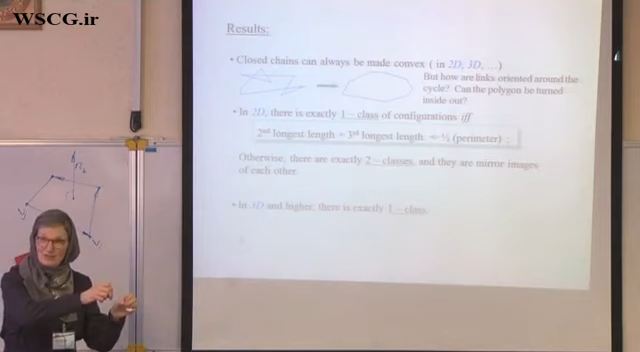 WSCG.ir
Results:
• Closed chains can always be made convex ( in 2D, 3D, ...)
But how are links oriented around the
cycle? Can the polygon be turned
inside out?
• In 2D, there is exactly 1 – class of configurations iff
2nd longest length + 3rd longest length <= ½ (perimeter) ;
Otherwise, there are exactly 2 – classes, and they are mirror images
of each other.
• In 3D and higher, there is exactly 1 – class.